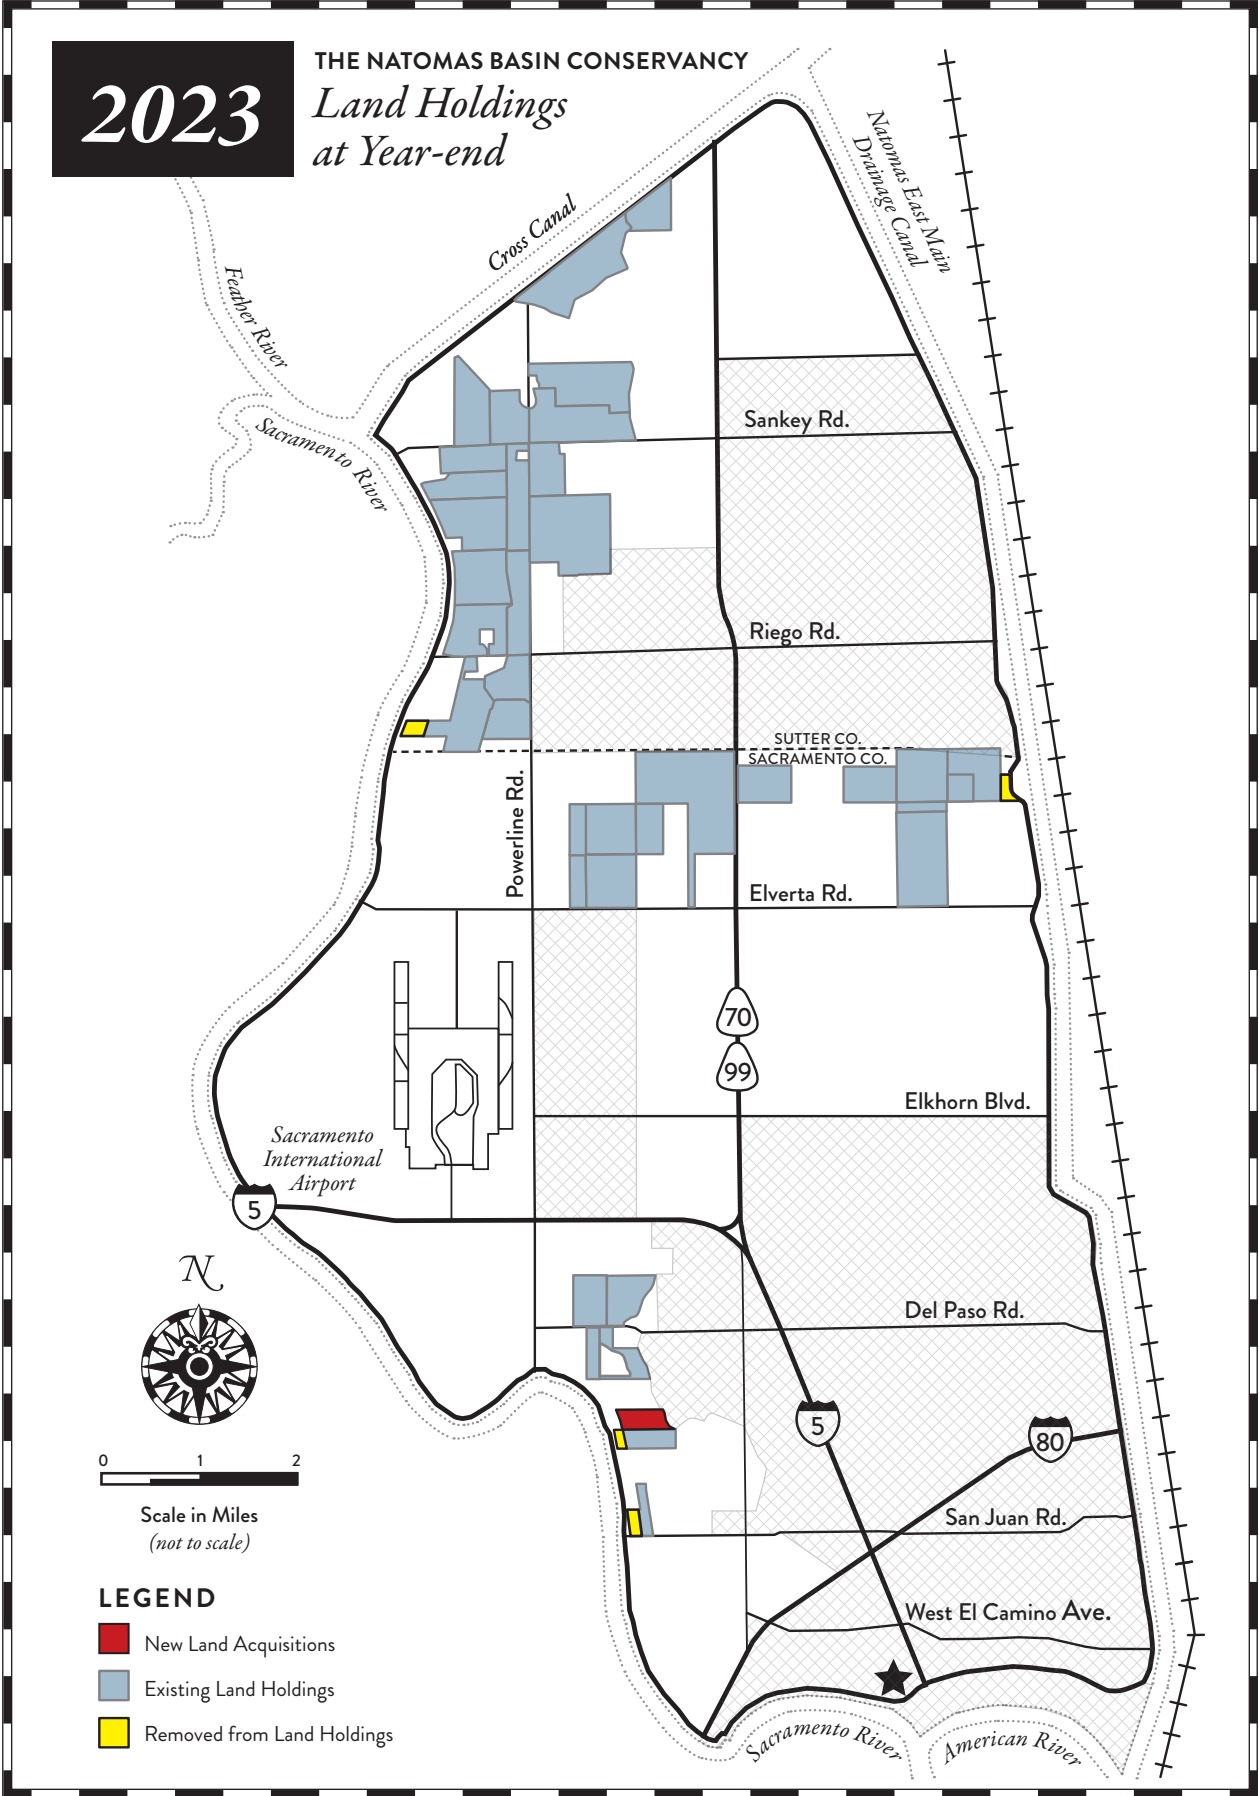 2023
THE NATOMAS BASIN CONSERVANCY
Land Holdings
at Year-end
Cross Canal
Natomas East Main
Drainage Canal
Feather River
Sacramento River
Sankey Rd.
Riego Rd.
SUTTER CO.
SACRAMENTO CO.
Powerline Rd.
Elverta Rd.
70
99
Elkhorn Blvd.
Sacramento
International
Airport
5
N
Del Paso Rd.
5
80
0 1 2
Scale in Miles
(not to scale)
San Juan Rd.
West El Camino Ave.
LEGEND
New Land Acquisitions
Existing Land Holdings
Removed from Land Holdings
Sacramento River
American River